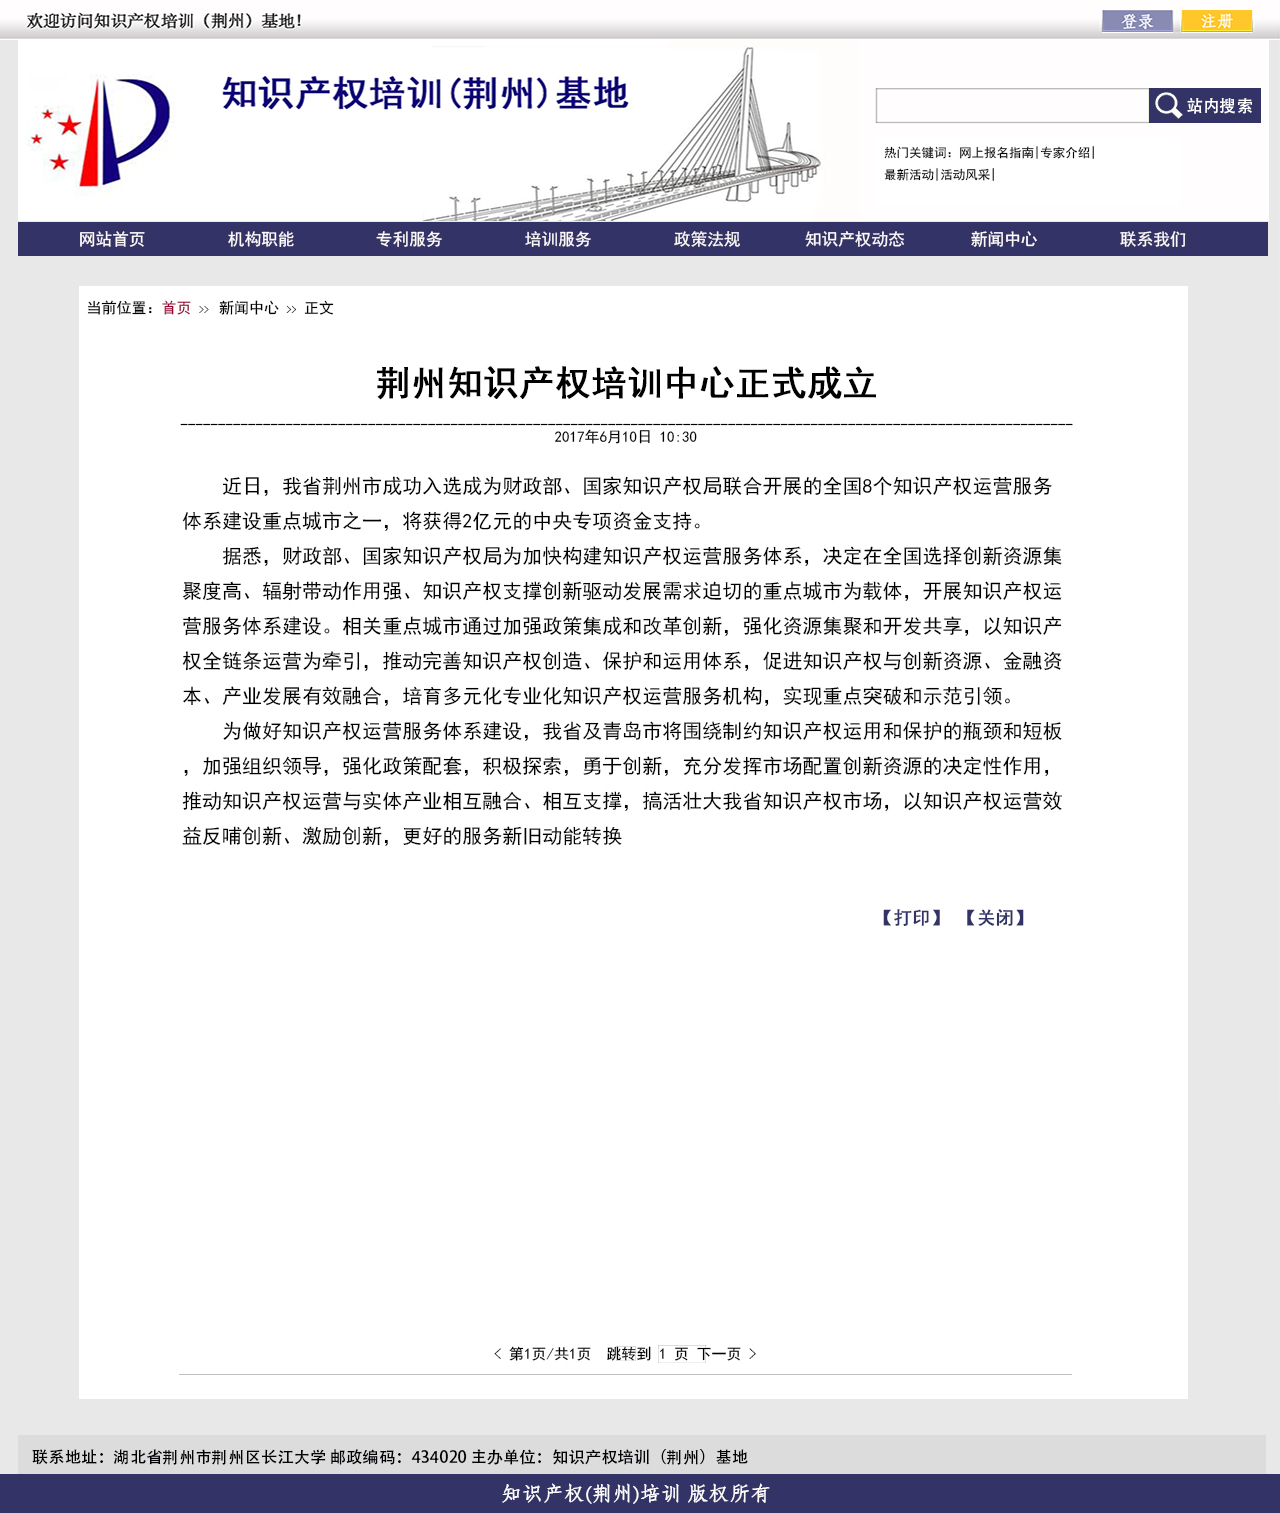 欢迎访问知识产权培训（荆州）基地！
登录
注册
知识产权培训(荆州)基地
站内搜索
热门关键词：网上报名指南|专家介绍|
最新活动|活动风采|
网站首页 机构职能 专利服务 培训服务 政策法规 知识产权动态 新闻中心 联系我们
当前位置：首页 >> 新闻中心 >> 正文
荆州知识产权培训中心正式成立
2017年6月10日 10:30
近日，我省荆州市成功入选成为财政部、国家知识产权局联合开展的全国8个知识产权运营服务
体系建设重点城市之一，将获得2亿元的中央专项资金支持。
据悉，财政部、国家知识产权局为加快构建知识产权运营服务体系，决定在全国选择创新资源集
聚度高、辐射带动作用强、知识产权支撑创新驱动发展需求迫切的重点城市为载体，开展知识产权运
营服务体系建设。相关重点城市通过加强政策集成和改革创新，强化资源集聚和开发共享，以知识产
权全链条运营为牵引，推动完善知识产权创造、保护和运用体系，促进知识产权与创新资源、金融资
本、产业发展有效融合，培育多元化专业化知识产权运营服务机构，实现重点突破和示范引领。
为做好知识产权运营服务体系建设，我省及青岛市将围绕制约知识产权运用和保护的瓶颈和短板
，加强组织领导，强化政策配套，积极探索，勇于创新，充分发挥市场配置创新资源的决定性作用，
推动知识产权运营与实体产业相互融合、相互支撑，搞活壮大我省知识产权市场，以知识产权运营效
益反哺创新、激励创新，更好的服务新旧动能转换
【打印】 【关闭】
< 第1页/共1页 跳转到 1 页 下一页 >
联系地址：湖北省荆州市荆州区长江大学 邮政编码：434020 主办单位：知识产权培训（荆州）基地
知识产权(荆州)培训 版权所有